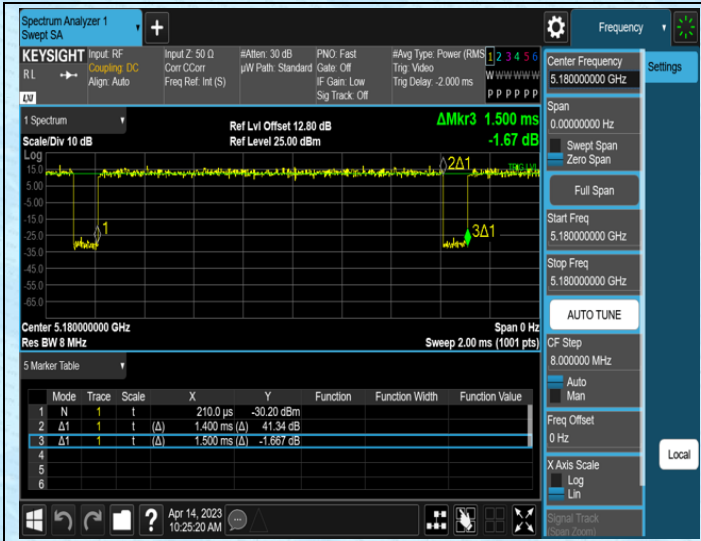 Spectrum Analyzer 1
Swept SA
+
Frequency
KEYSIGHT
RL
LXI
Input: RF
Coupling: DC
Align: Auto
Input Z: 50 Ω
Corr CCorr
Freq Ref: Int (S)
#Atten: 30 dB
µW Path: Standard
PNO: Fast
Gate: Off
IF Gain: Low
Sig Track: Off
#Avg Type: Power (RMS
Trig: Video
Trig Delay: -2.000 ms
1 2 3 4 5 6
W W W W W W
P P P P P P
1 Spectrum
Scale/Div 10 dB
Ref Lvl Offset 12.80 dB
Ref Level 25.00 dBm
ΔMkr3 1.500 ms
-1.67 dB
Log
15.0
5.00
-5.00
-15.0
-25.0
-35.0
-45.0
-55.0
-65.0
2Δ1
TRIG LVL
1
3Δ1
Center 5.180000000 GHz
Res BW 8 MHz
Span 0 Hz
Sweep 2.00 ms (1001 pts)
5 Marker Table
Mode Trace Scale X Y Function Function Width Function Value
1 N 1 t 210.0 µs -30.20 dBm
2 Δ1 1 t (Δ) 1.400 ms (Δ) 41.34 dB
3 Δ1 1 t (Δ) 1.500 ms (Δ) -1.667 dB
4
5
6
?
Apr 14, 2023
10:25:20 AM
Center Frequency
5.180000000 GHz
Span
0.00000000 Hz
Swept Span
Zero Span
Full Span
Start Freq
5.180000000 GHz
Stop Freq
5.180000000 GHz
AUTO TUNE
CF Step
8.000000 MHz
Auto
Man
Freq Offset
0 Hz
X Axis Scale
Log
Lin
Signal Track
(Span Zoom)
Settings
Local